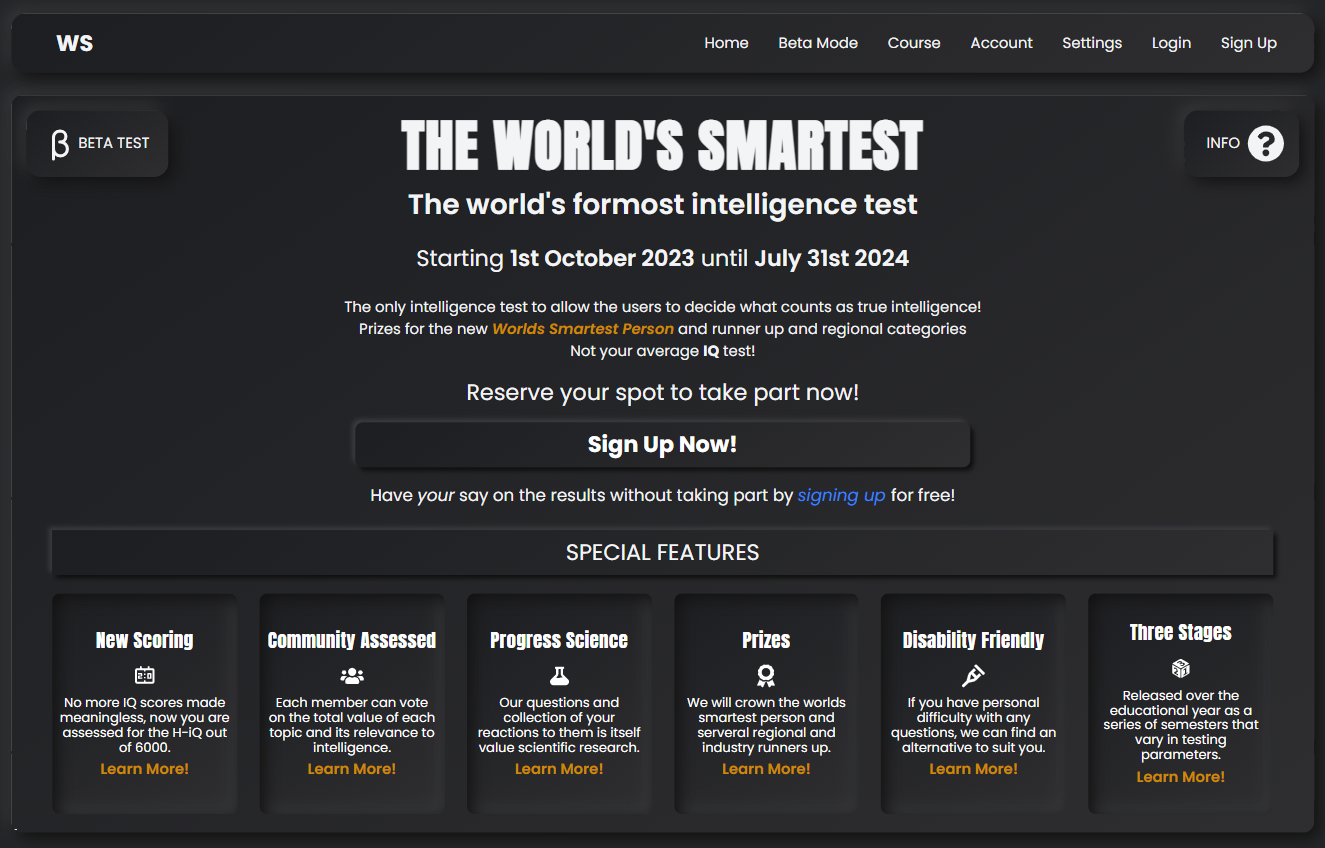 WS
Home Beta Mode Course Account Settings Login Sign Up
β BETA TEST
THE WORLD'S SMARTEST
INFO ?
The world's formost intelligence test
Starting 1st October 2023 until July 31st 2024
The only intelligence test to allow the users to decide what counts as true intelligence!
Prizes for the new Worlds Smartest Person and runner up and regional categories
Not your average IQ test!
Reserve your spot to take part now!
Sign Up Now!
Have your say on the results without taking part by signing up for free!
SPECIAL FEATURES
New Scoring
2:0
No more IQ scores made
meaningless, now you are
assessed for the H-iQ out
of 6000.
Learn More!
Community Assessed
Each member can vote
on the total value of each
topic and its relevance to
intelligence.
Learn More!
Progress Science
Our questions and
collection of your
reactions to them is itself
value scientific research.
Learn More!
Prizes
We will crown the worlds
smartest person and
serveral regional and
industry runners up.
Learn More!
Disability Friendly
If you have personal
difficulty with any
questions, we can find an
alternative to suit you.
Learn More!
Three Stages
Released over the
educational year as a
series of semesters that
vary in testing
parameters.
Learn More!